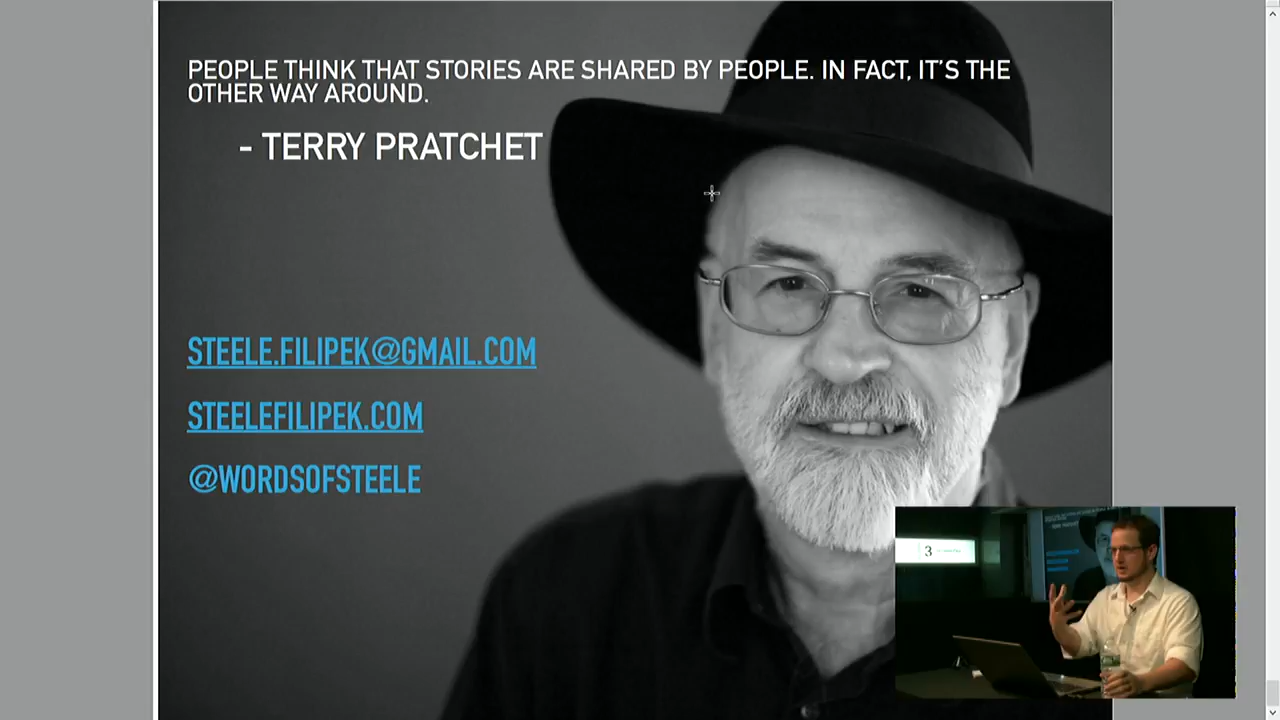 PEOPLE THINK THAT STORIES ARE SHARED BY PEOPLE. IN FACT, IT'S THE
OTHER WAY AROUND.
- TERRY PRATCHET
STEELE.FILIPEK@GMAIL.COM
STEELEFILIPEK.COM
@WORDSOFSTEELE
3